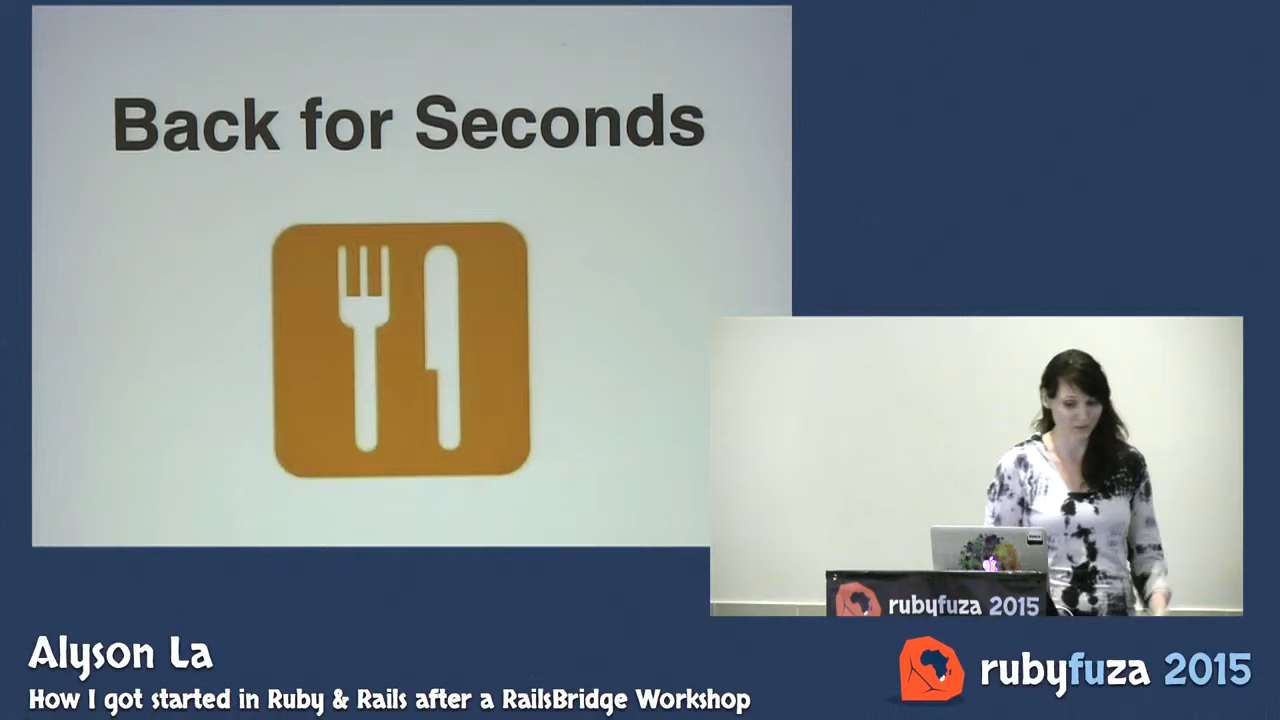 Back for Seconds
rubyfuza 2015
Alyson La
How I got started in Ruby & Rails after a RailsBridge Workshop
rubyfuza 2015